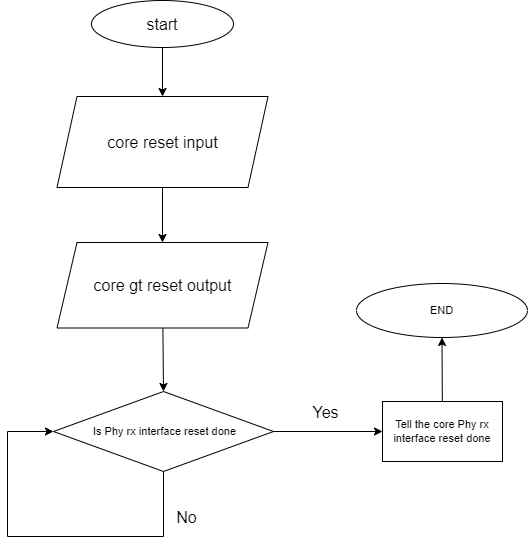 start
core reset input
core gt reset output
Is Phy rx interface reset done
Yes
No
Tell the core Phy rx
interface reset done
END